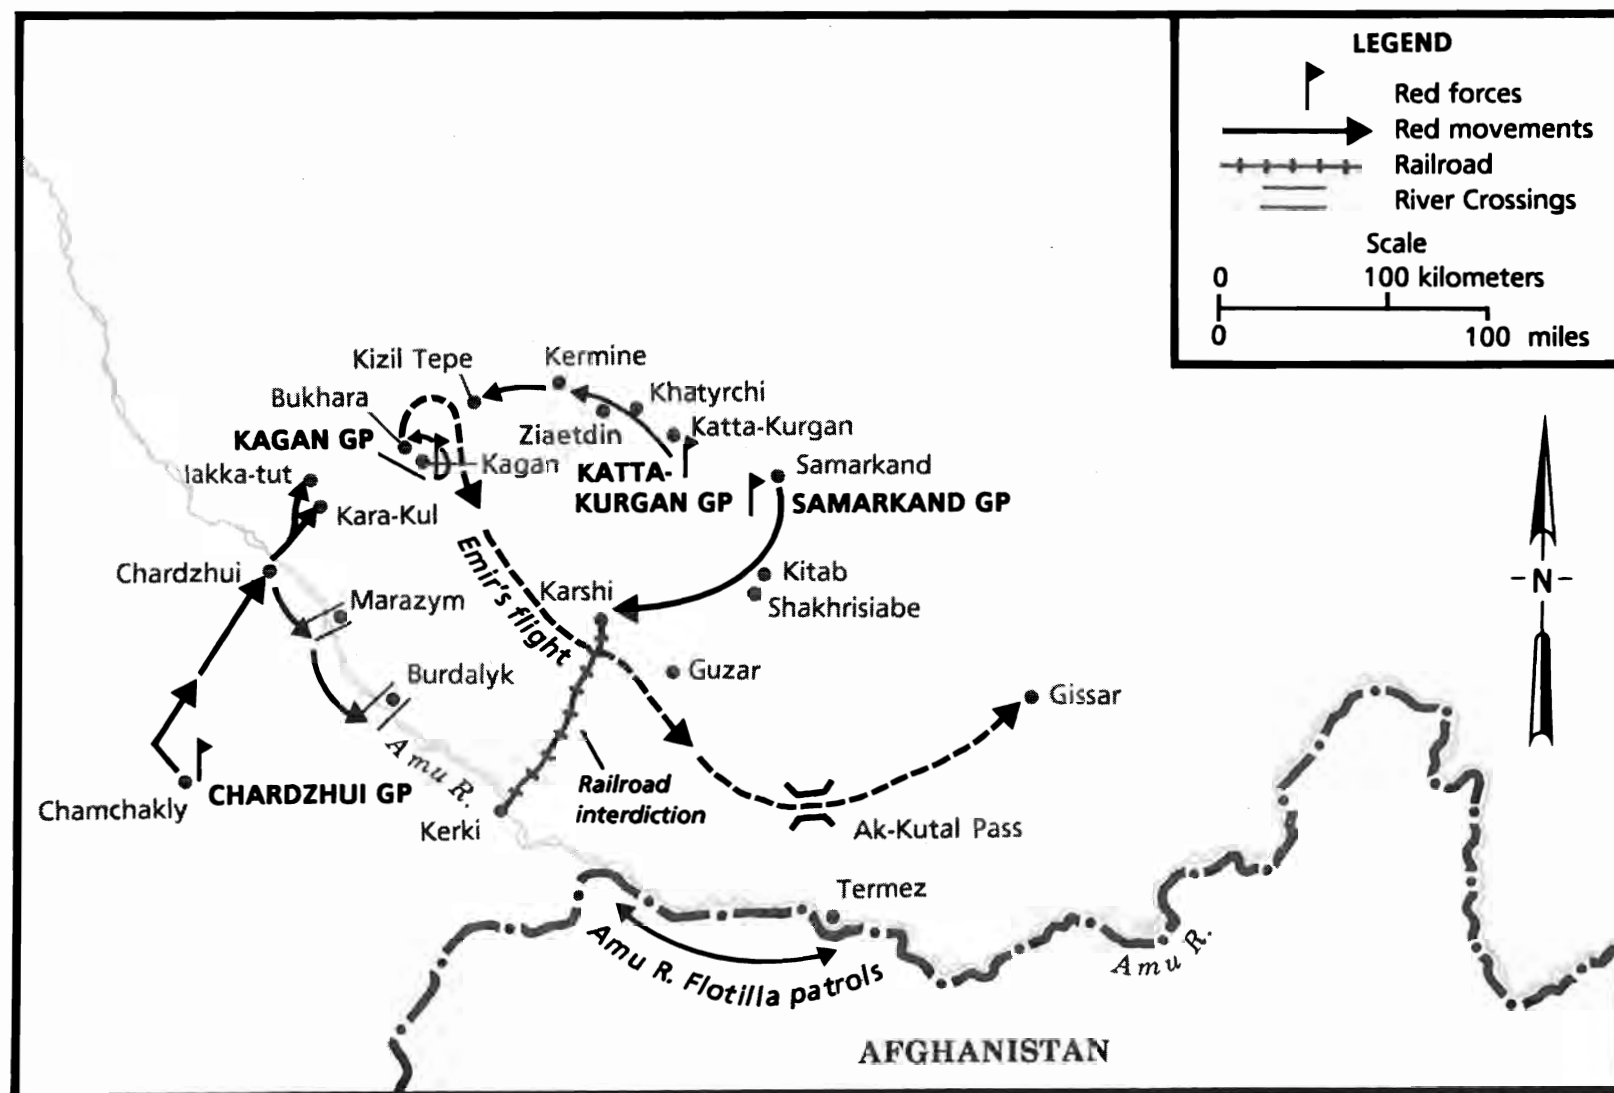 LEGEND
Red forces
Red movements
Railroad
River Crossings
Scale
0 100 kilometers
0 100 miles
Kizil Tepe
Kermine
Bukhara
Khatyrchi
KAGAN GP
Ziaetdin
Katta-Kurgan
Iakka-tut
Kagan
KATTA-
KURGAN GP
Samarkand
SAMARKAND GP
Kara-Kul
Emir's flight
Chardzhui
Karshi
Kitab
Shakhrisiabe
-N-
Marazym
Burdalyk
Guzar
Gissar
Amu R.
Chamchakly
CHARDZHUI GP
Railroad
interdiction
Kerki
Ak-Kutal Pass
Termez
Amu R. Flotilla patrols
Amu R.
AFGHANISTAN